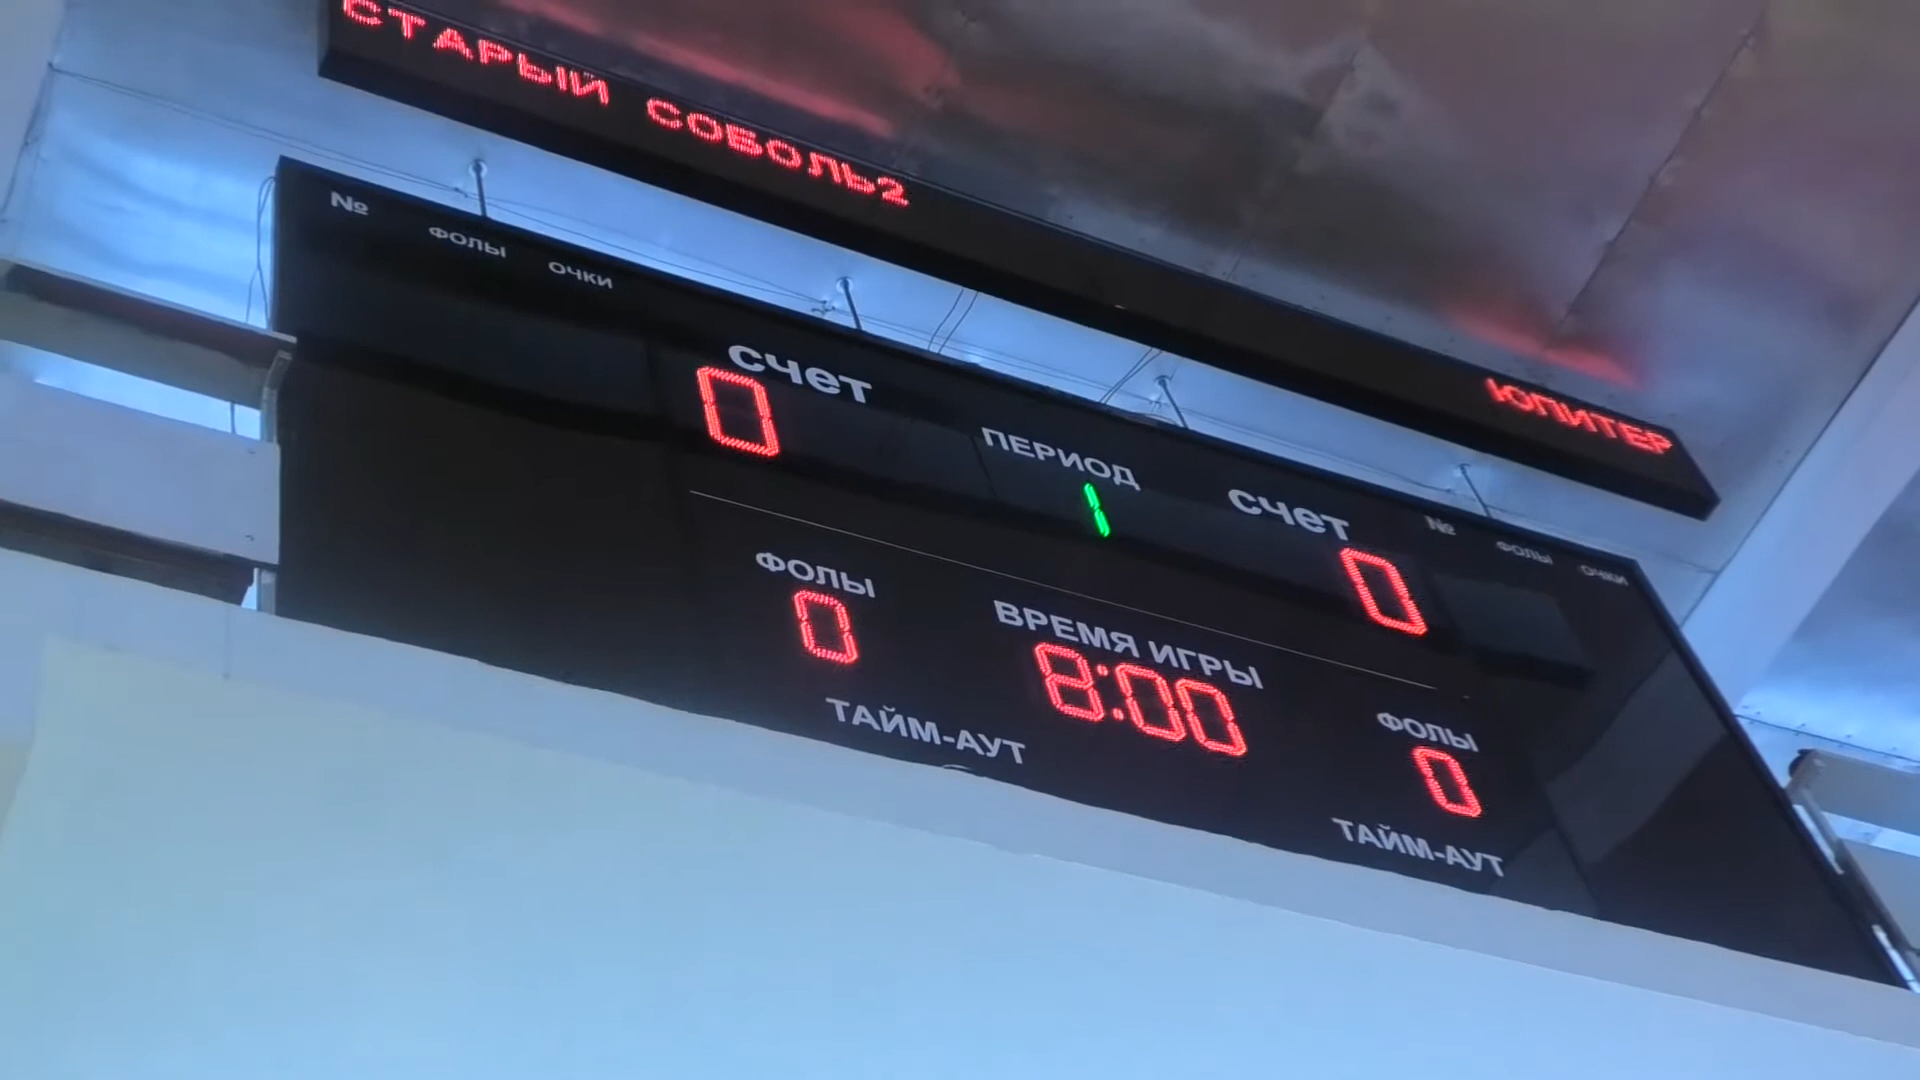 СТАРЫЙ СОБОЛЬ2
ЮПИТЕР
№ ФОЛЫ ОЧКИ
счет
0
ПЕРИОД
1
счет
0
№ ФОЛЫ ОЧКИ
ФОЛЫ
0
ВРЕМЯ ИГРЫ
8:00
ФОЛЫ
0
ТАЙМ-АУТ
ТАЙМ-АУТ